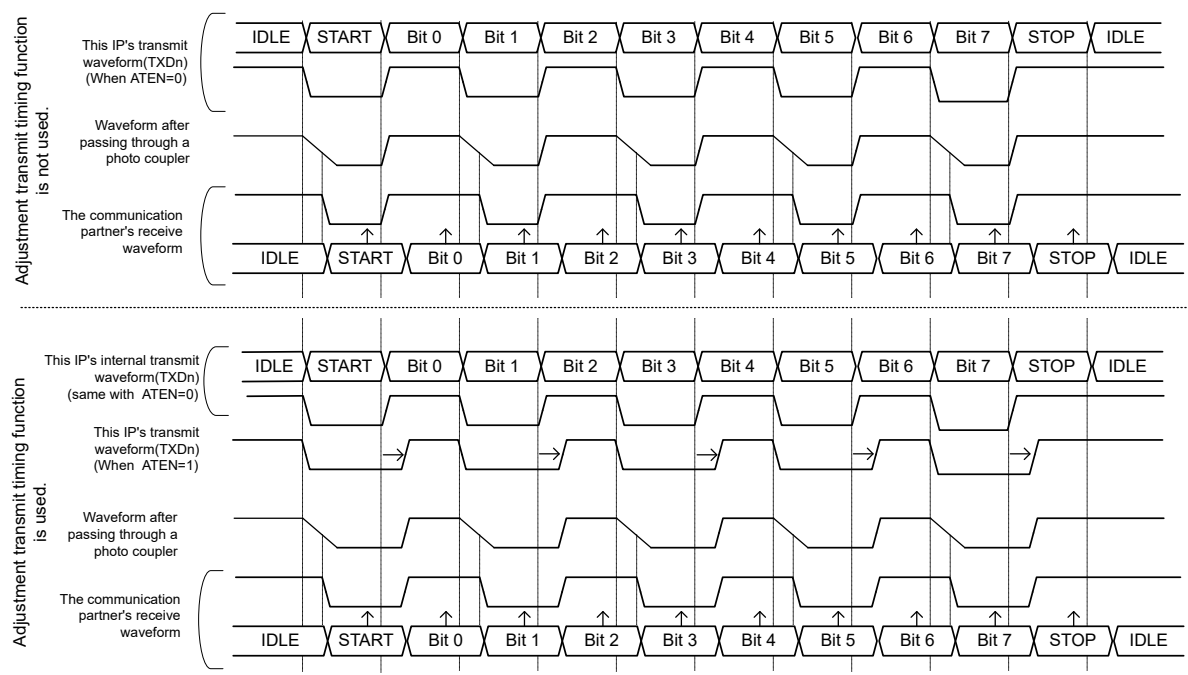 Adjustment transmit timing function
is not used.
This IP's transmit
waveform(TXDn)
(When ATEN=0)
IDLE START Bit 0 Bit 1 Bit 2 Bit 3 Bit 4 Bit 5 Bit 6 Bit 7 STOP IDLE
Waveform after
passing through a
photo coupler
The communication
partner's receive
waveform
IDLE START Bit 0 Bit 1 Bit 2 Bit 3 Bit 4 Bit 5 Bit 6 Bit 7 STOP IDLE
Adjustment transmit timing function
is used.
This IP's internal transmit
waveform(TXDn)
(same with ATEN=0)
IDLE START Bit 0 Bit 1 Bit 2 Bit 3 Bit 4 Bit 5 Bit 6 Bit 7 STOP IDLE
This IP's transmit
waveform(TXDn)
(When ATEN=1)
Waveform after
passing through a
photo coupler
The communication
partner's receive
waveform
IDLE START Bit 0 Bit 1 Bit 2 Bit 3 Bit 4 Bit 5 Bit 6 Bit 7 STOP IDLE